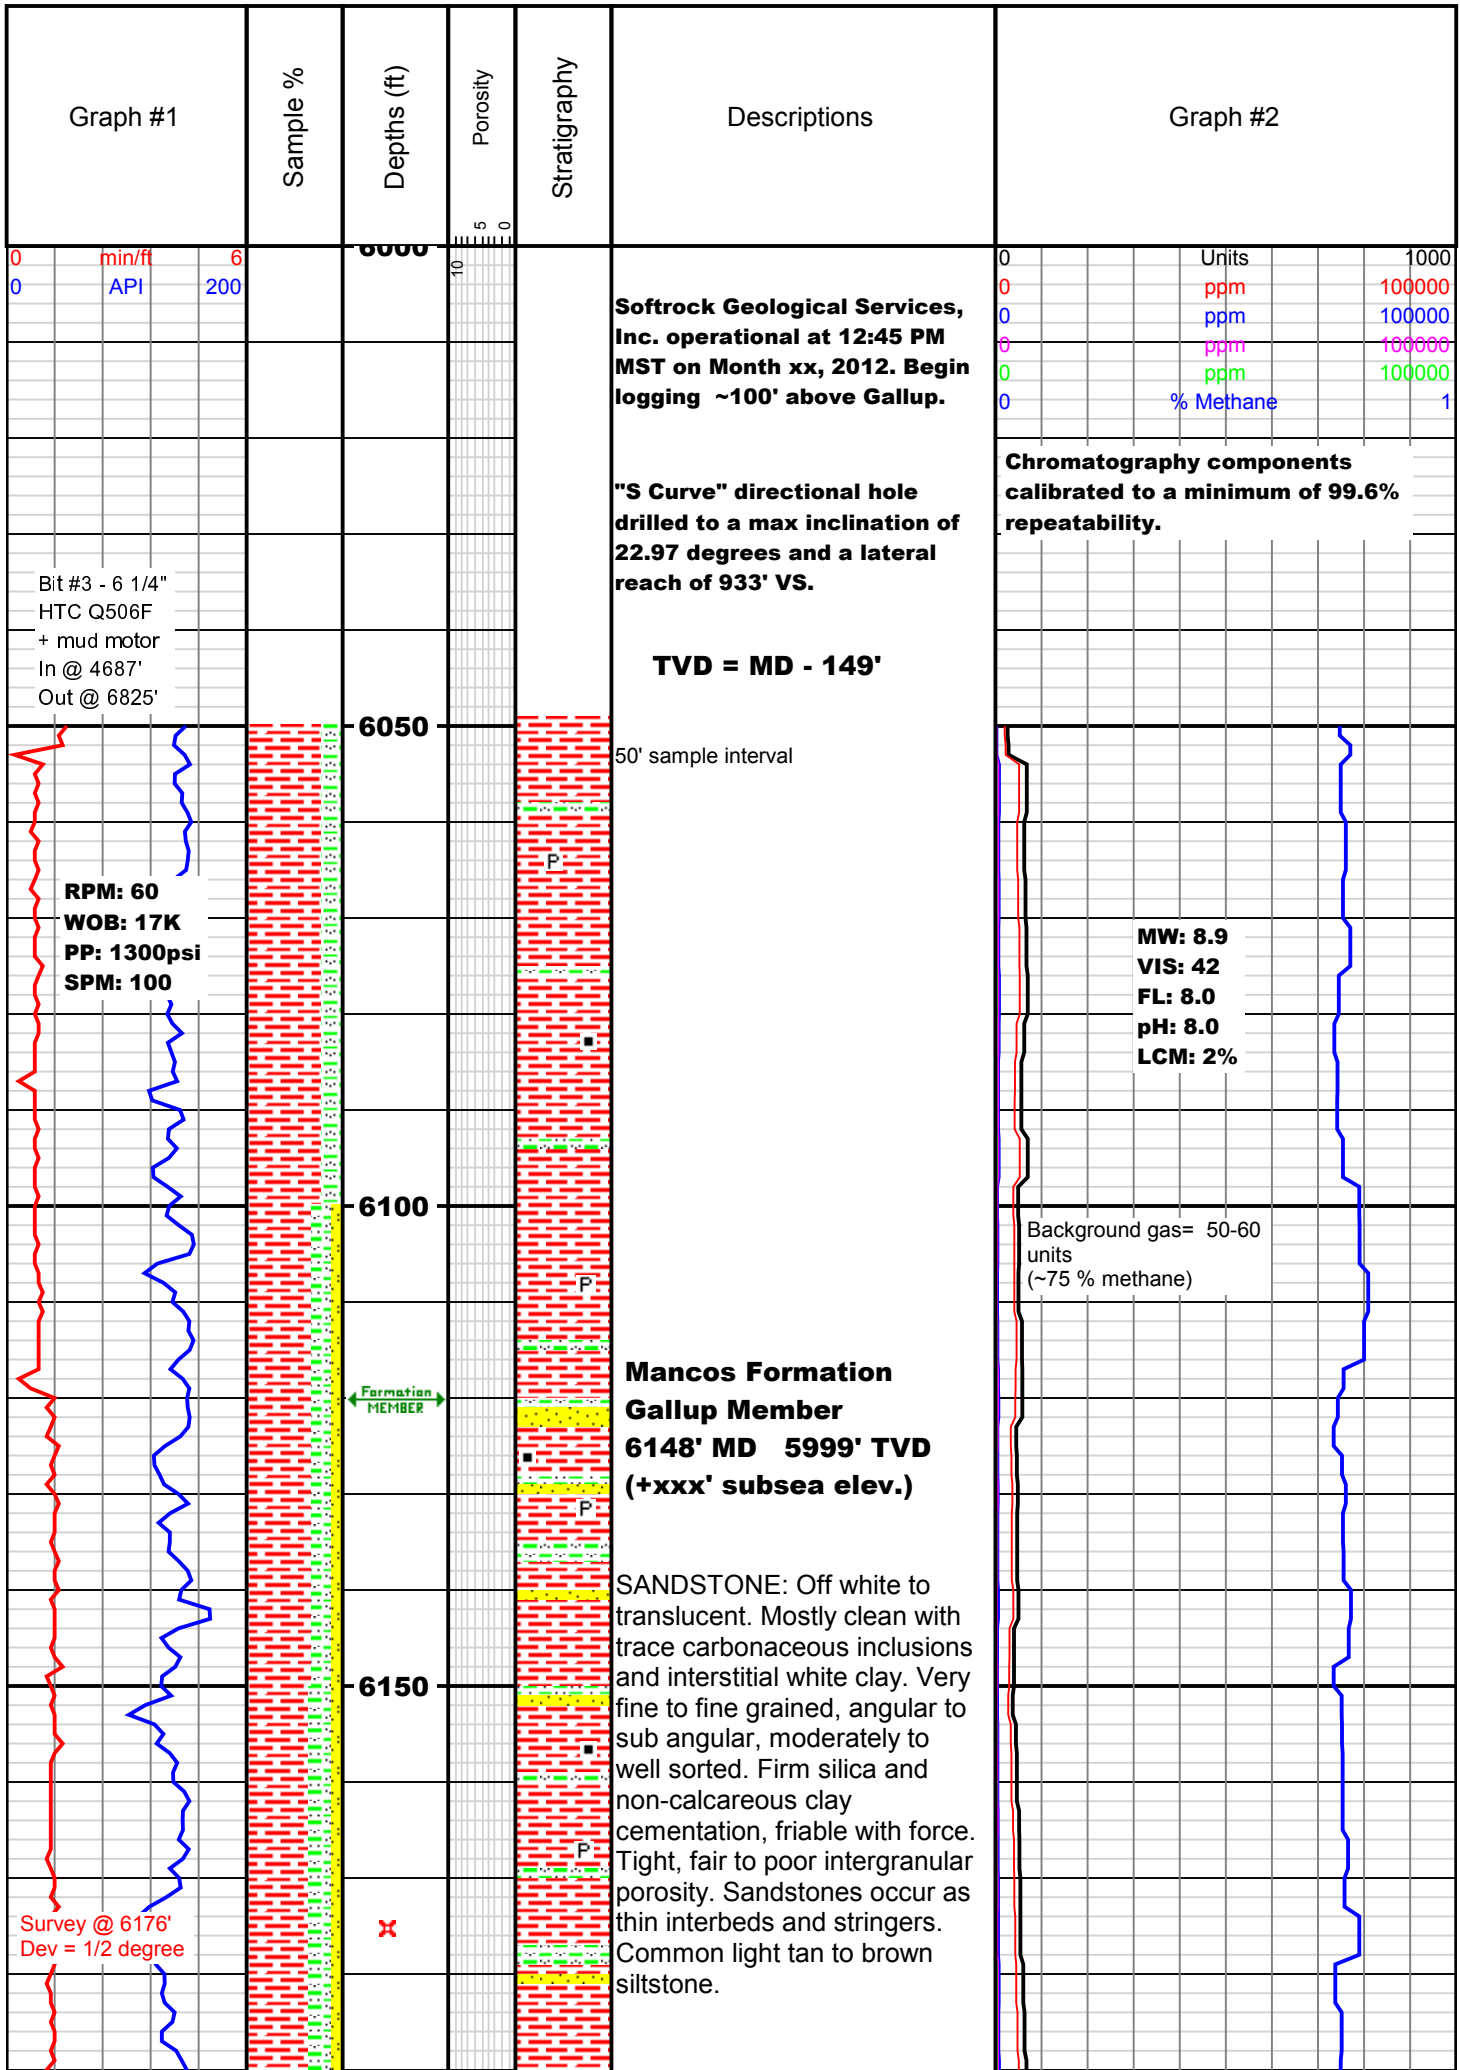 Graph #1
Sample %
Depths (ft)
Porosity
10 5 0
Stratigraphy
Descriptions
Graph #2
0 min/ft 6
0 API 200
6000
0 Units 1000
0 ppm 100000
0 ppm 100000
0 ppm 100000
0 ppm 100000
0 % Methane 1
Softrock Geological Services,
Inc. operational at 12:45 PM
MST on Month xx, 2012. Begin
logging ~100' above Gallup.
Chromatography components
calibrated to a minimum of 99.6%
repeatability.
"S Curve" directional hole
drilled to a max inclination of
22.97 degrees and a lateral
reach of 933' VS.
Bit #3 - 6 1/4"
HTC Q506F
+ mud motor
In @ 4687'
Out @ 6825'
TVD = MD - 149'
6050
50' sample interval
P
RPM: 60
WOB: 17K
PP: 1300psi
SPM: 100
MW: 8.9
VIS: 42
FL: 8.0
pH: 8.0
LCM: 2%
6100
Background gas= 50-60
units
(~75 % methane)
P
Formation
MEMBER
Mancos Formation
Gallup Member
6148' MD 5999' TVD
(+xxx' subsea elev.)
P
SANDSTONE: Off white to
translucent. Mostly clean with
trace carbonaceous inclusions
and interstitial white clay. Very
fine to fine grained, angular to
sub angular, moderately to
well sorted. Firm silica and
non-calcareous clay
cementation, friable with force.
Tight, fair to poor intergranular
porosity. Sandstones occur as
thin interbeds and stringers.
Common light tan to brown
siltstone.
6150
P
Survey @ 6176'
Dev = 1/2 degree